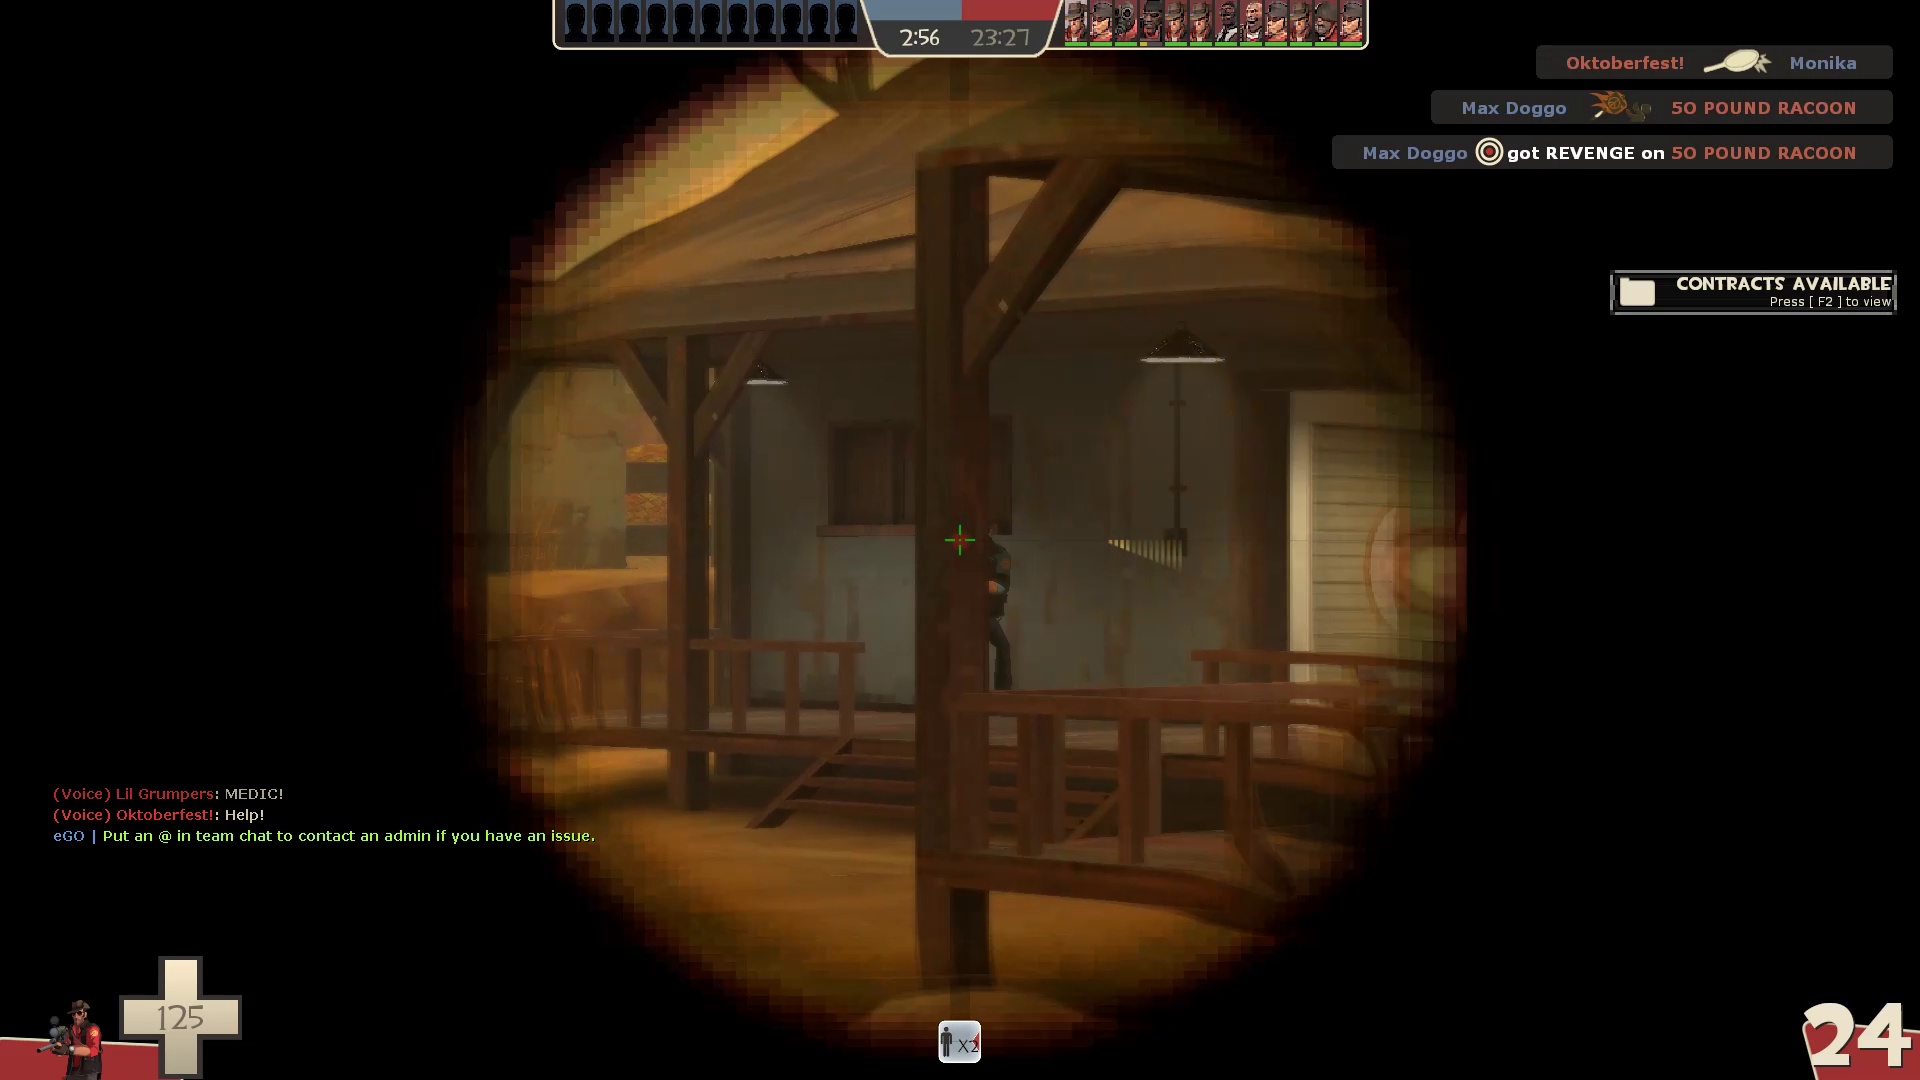 2:56 23:27
Oktoberfest! Monika
Max Doggo 50 POUND RACOON
Max Doggo got REVENGE on 50 POUND RACOON
CONTRACTS AVAILABLE
Press [ F2 ] to view
(Voice) Lil Grumpers: MEDIC!
(Voice) Oktoberfest!: Help!
eGO | Put an @ in team chat to contact an admin if you have an issue.
125
X2
24